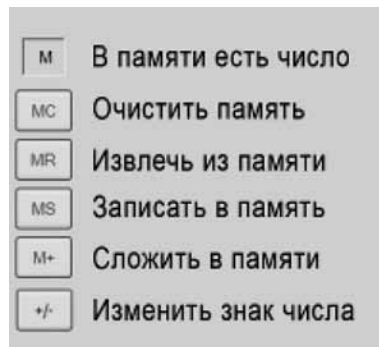 M В памяти есть число
MC Очистить память
MR Извлечь из памяти
MS Записать в память
M+ Сложить в памяти
+/- Изменить знак числа